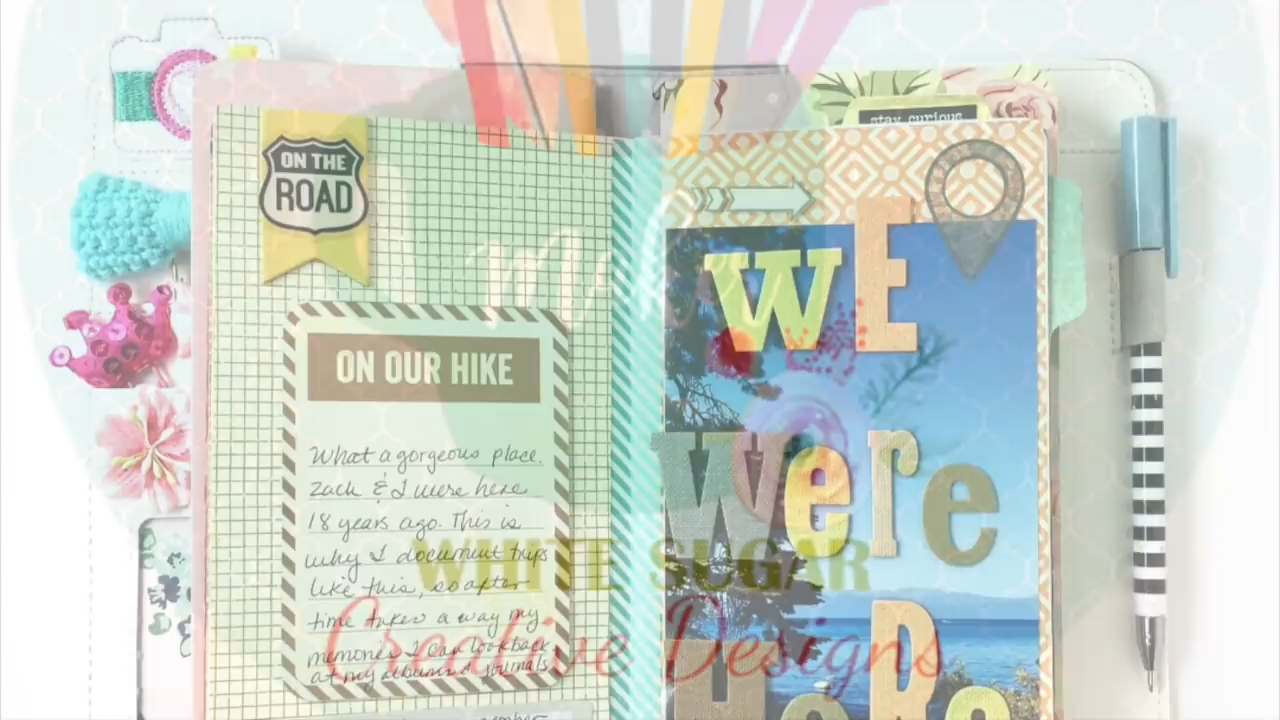 stay curious
ON THE
ROAD
WE
ON OUR HIKE
What a gorgeous place.
Zack & I were here
18 years ago. This is
why I document trips
like this, so after
time takes a way my
memories I can look back
at my albums & journals
were
WHITE SUGAR
Creative Designs
Here